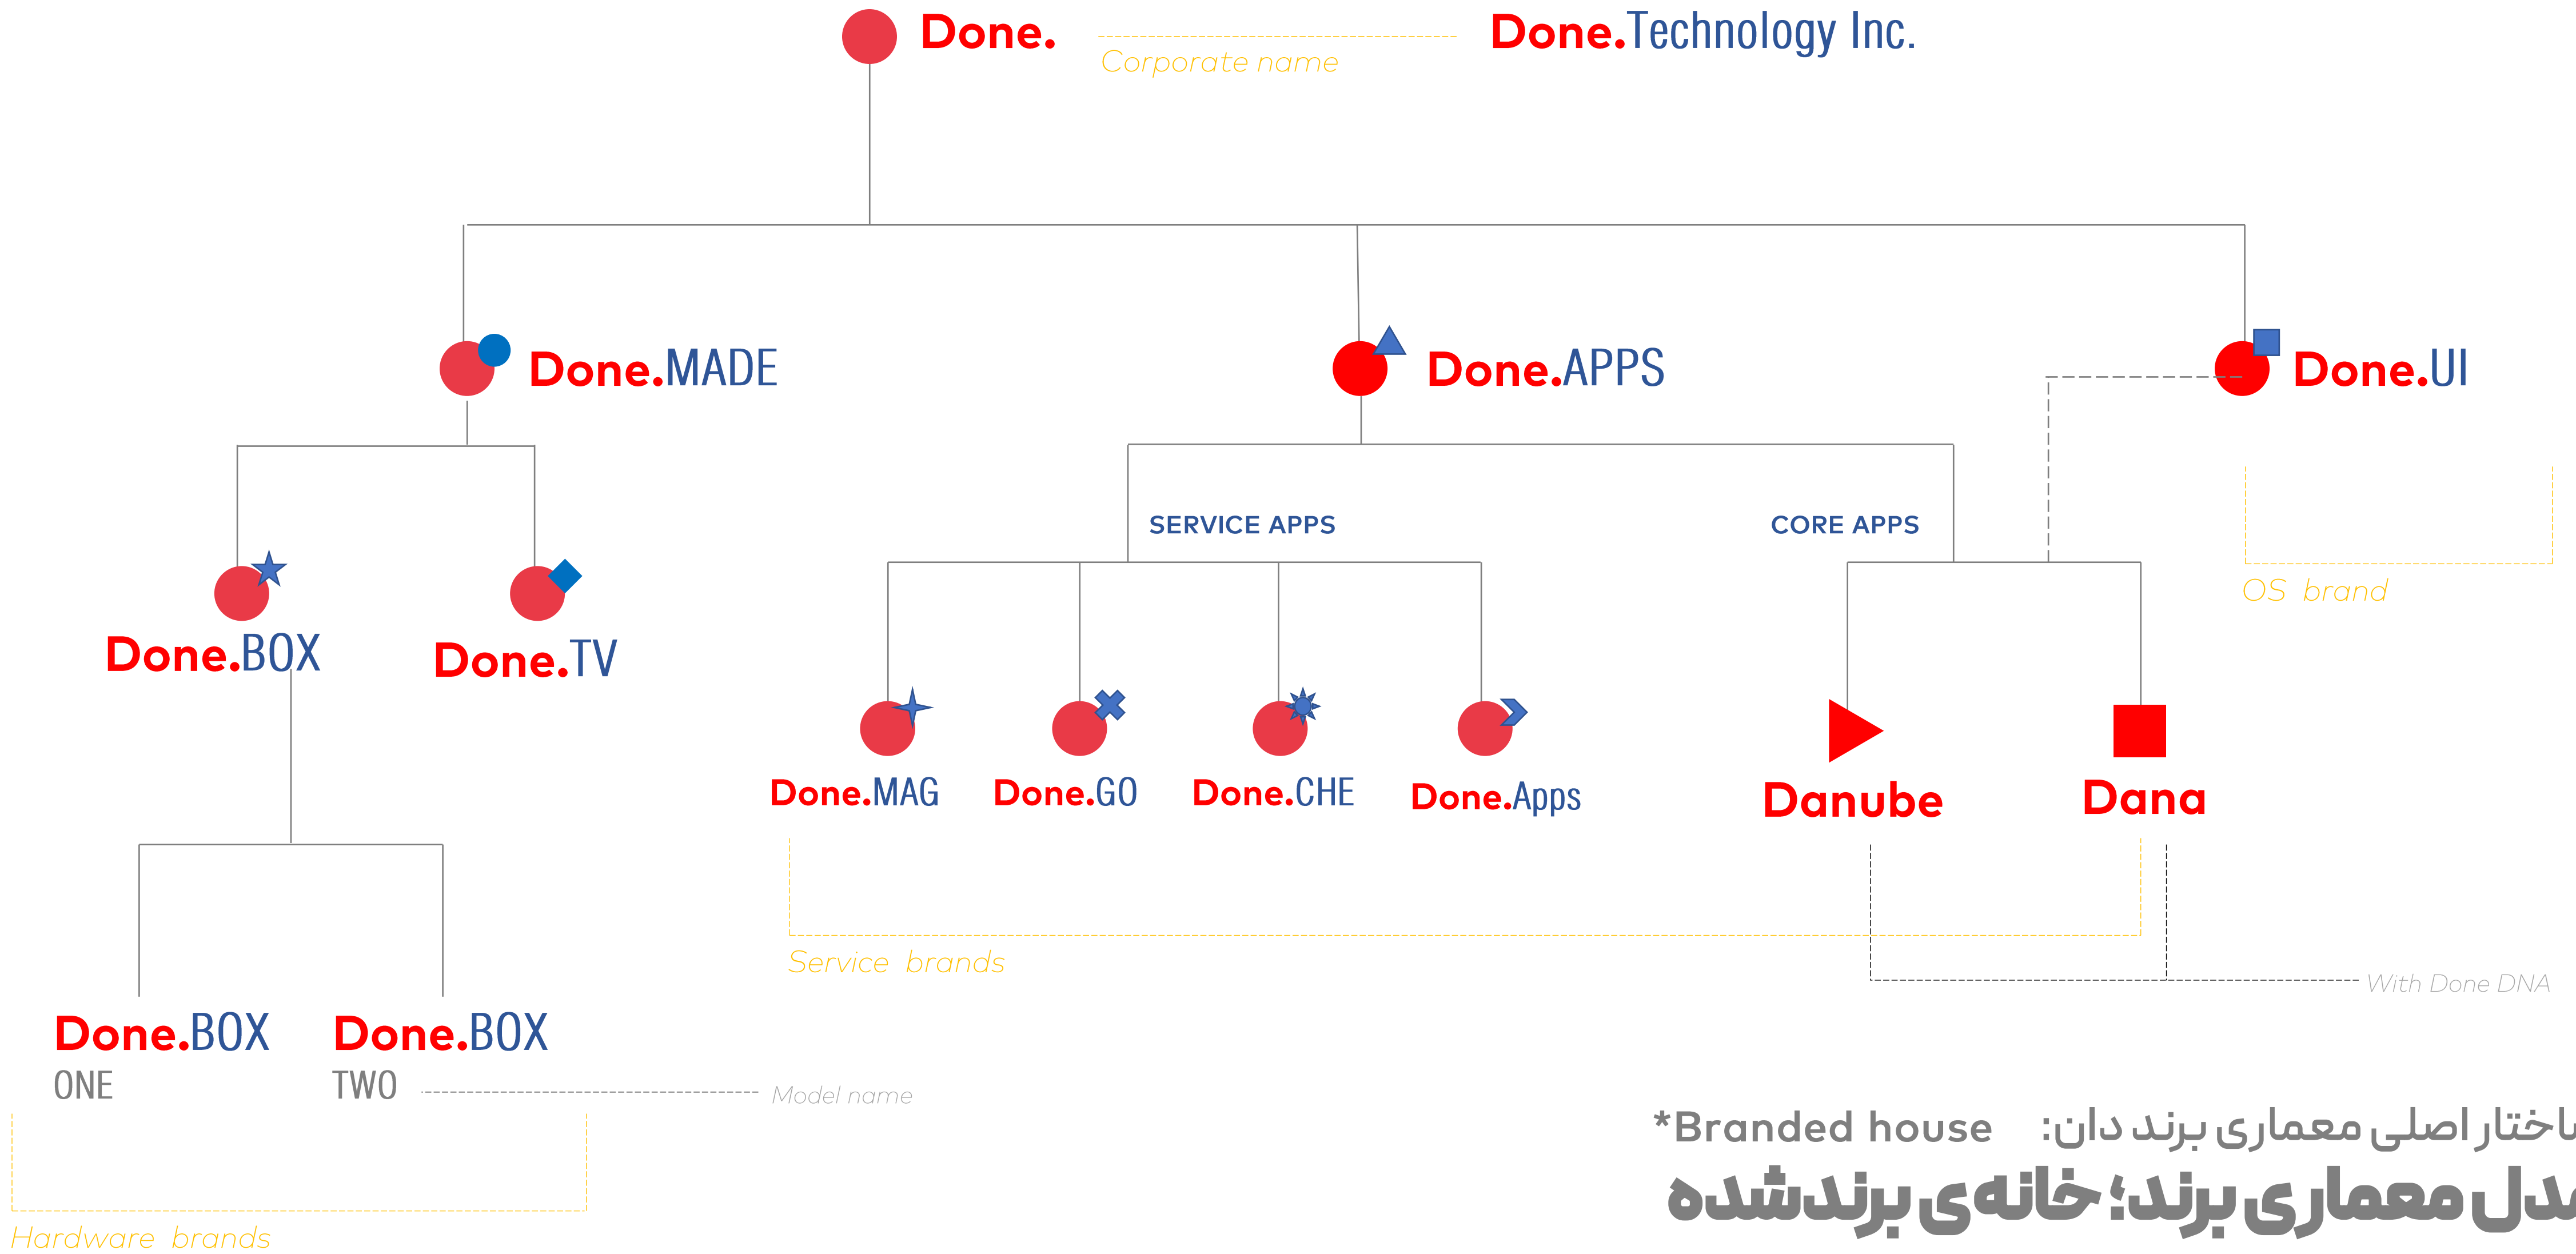 Done.
Done.Technology Inc.
Corporate name
Done.MADE
Done.APPS
Done.UI
SERVICE APPS
CORE APPS
OS brand
Done.BOX
Done.TV
Done.MAG
Done.GO
Done.CHE
Done.Apps
Danube
Dana
Service brands
With Done DNA
Done.BOX
ONE
Done.BOX
TWO
Model name
Hardware brands
اصلی معماری برند دان: Branded house*
معماری برند؛ خانه‌ی برندشده